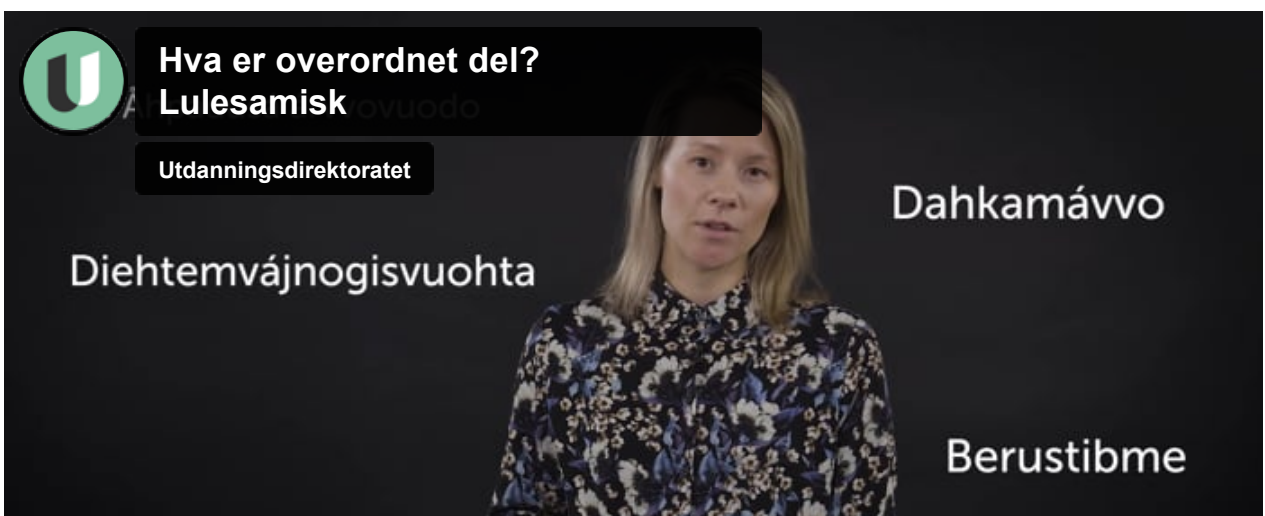 Hva er overordnet del?
Lulesamisk
Utdanningsdirektoratet
Dahkamávvo
Diehtemvájnogisvuohta
Berustibme